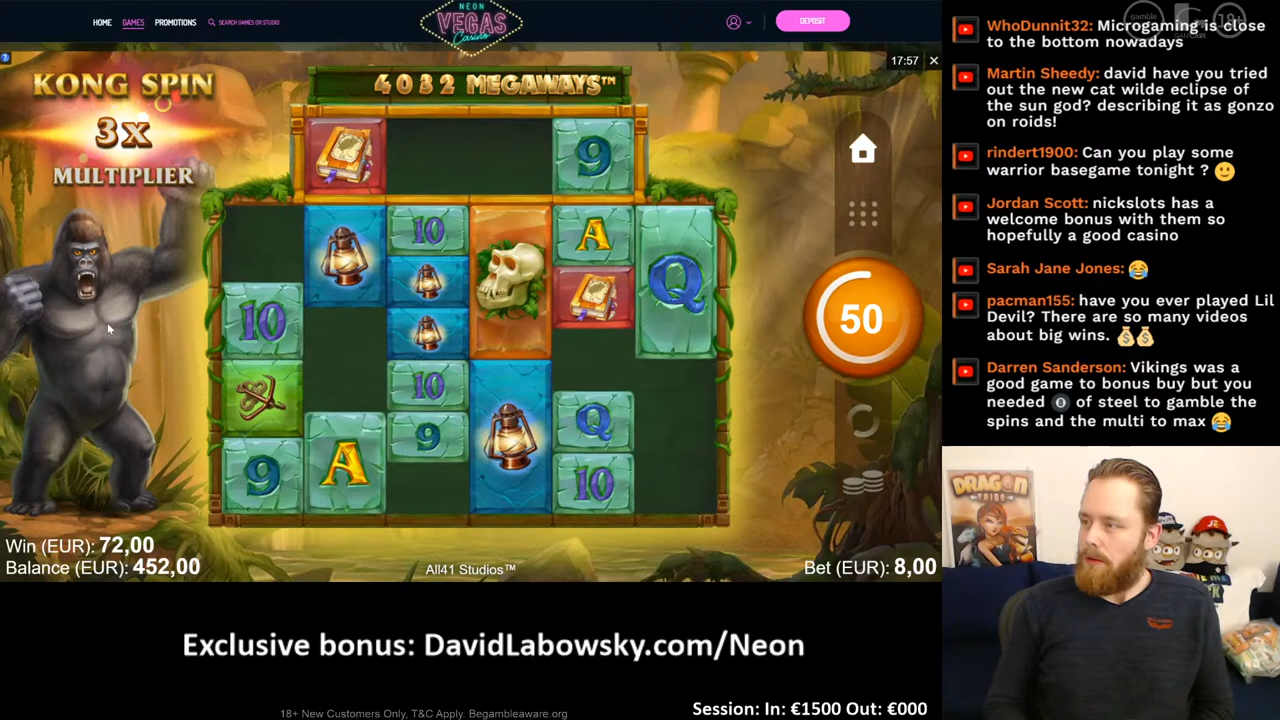 HOME GAMES PROMOTIONS SEARCH GAMES OR STUDIO
NEON
VEGAS
Casino
DEPOSIT
17:57
KONG SPIN
3X
MULTIPLIER
4032 MEGAWAYS™
9
10
A
Q
10
10
9
A
9
Q
10
50
Win (EUR): 72,00
Balance (EUR): 452,00
All41 Studios™
Bet (EUR): 8,00
Exclusive bonus: DavidLabowsky.com/Neon
18+ New Customers Only, T&C Apply. Begambleaware.org
Session: In: €1500 Out: €000
WhoDunnit32: Microgaming is close
to the bottom nowadays
Martin Sheedy: david have you tried
out the new cat wilde eclipse of
the sun god? describing it as gonzo
on roids!
rindert1900: Can you play some
warrior basegame tonight ? 🙂
Jordan Scott: nickslots has a
welcome bonus with them so
hopefully a good casino
Sarah Jane Jones: 😂
pacman155: have you ever played Lil
Devil? There are so many videos
about big wins. 💰💰
Darren Sanderson: Vikings was a
good game to bonus buy but you
needed of steel to gamble the
spins and the multi to max 😂
18+
DRAGON